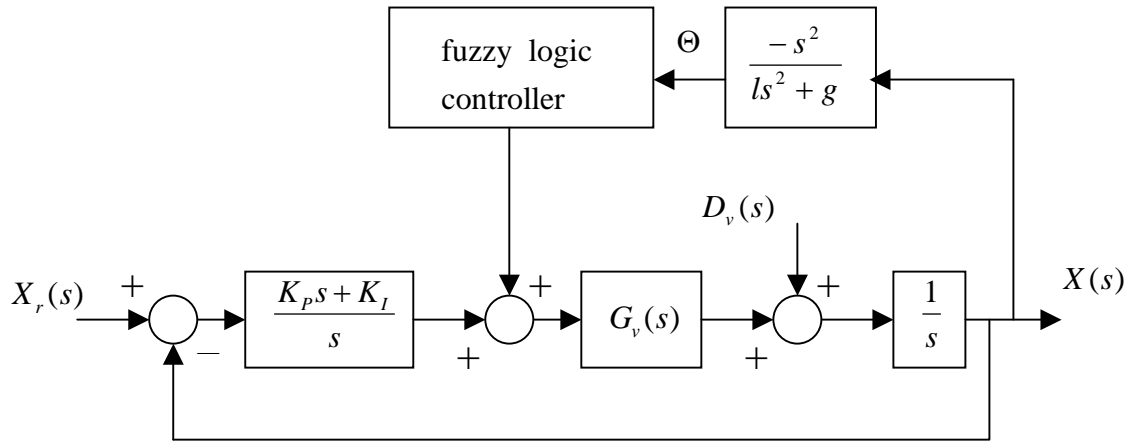 fuzzy logic
controller
Θ
−s²
ls² + g
D_v(s)
X_r(s)
+
−
K_P s + K_I
s
+
+
G_v(s)
+
+
1
s
X(s)